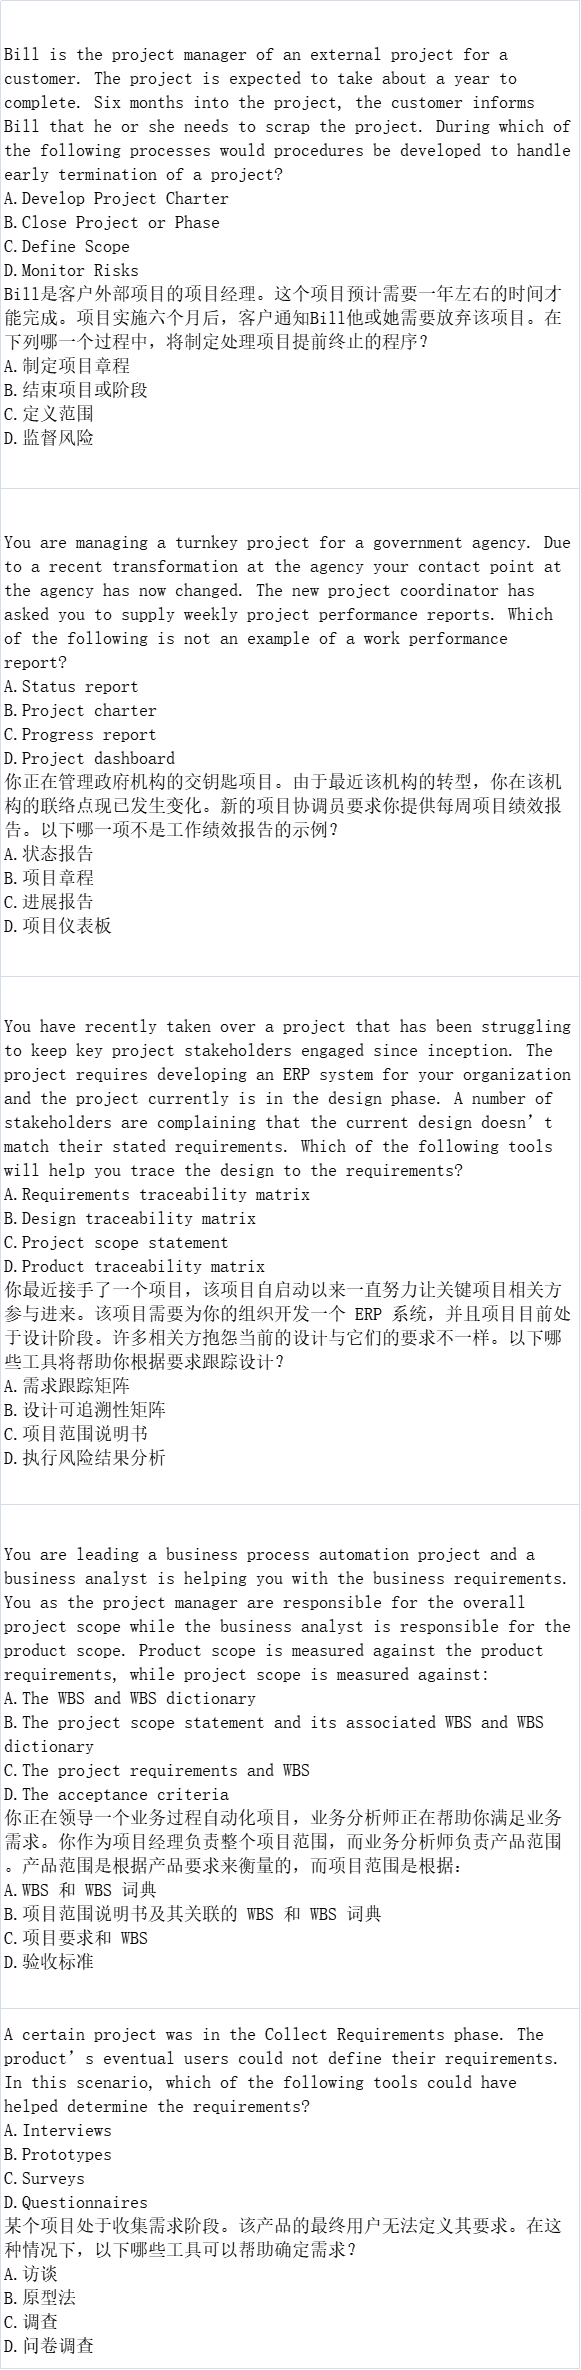 Bill is the project manager of an external project for a
customer. The project is expected to take about a year to
complete. Six months into the project, the customer informs
Bill that he or she needs to scrap the project. During which of
the following processes would procedures be developed to handle
early termination of a project?
A.Develop Project Charter
B.Close Project or Phase
C.Define Scope
D.Monitor Risks
Bill是客户外部项目的项目经理。这个项目预计需要一年左右的时间才
能完成。项目实施六个月后，客户通知Bill他或她需要放弃该项目。在
下列哪一个过程中，将制定处理项目提前终止的程序？
A.制定项目章程
B.结束项目或阶段
C.定义范围
D.监督风险
You are managing a turnkey project for a government agency. Due
to a recent transformation at the agency your contact point at
the agency has now changed. The new project coordinator has
asked you to supply weekly project performance reports. Which
of the following is not an example of a work performance
report?
A.Status report
B.Project charter
C.Progress report
D.Project dashboard
你正在管理政府机构的交钥匙项目。由于最近该机构的转型，你在该机
构的联络点现已发生变化。新的项目协调员要求你提供每周项目绩效报
告。以下哪一项不是工作绩效报告的示例？
A.状态报告
B.项目章程
C.进展报告
D.项目仪表板
You have recently taken over a project that has been struggling
to keep key project stakeholders engaged since inception. The
project requires developing an ERP system for your organization
and the project currently is in the design phase. A number of
stakeholders are complaining that the current design doesn’t
match their stated requirements. Which of the following tools
will help you trace the design to the requirements?
A.Requirements traceability matrix
B.Design traceability matrix
C.Project scope statement
D.Product traceability matrix
你最近接手了一个项目，该项目自启动以来一直努力让关键项目相关方
参与进来。该项目需要为你的组织开发一个 ERP 系统，并且项目目前处
于设计阶段。许多相关方抱怨当前的设计与它们的要求不一样。以下哪
些工具将帮助你根据要求跟踪设计？
A.需求跟踪矩阵
B.设计可追溯性矩阵
C.项目范围说明书
D.执行风险结果分析
You are leading a business process automation project and a
business analyst is helping you with the business requirements.
You as the project manager are responsible for the overall
project scope while the business analyst is responsible for the
product scope. Product scope is measured against the product
requirements, while project scope is measured against:
A.The WBS and WBS dictionary
B.The project scope statement and its associated WBS and WBS
dictionary
C.The project requirements and WBS
D.The acceptance criteria
你正在领导一个业务过程自动化项目，业务分析师正在帮助你满足业务
需求。你作为项目经理负责整个项目范围，而业务分析师负责产品范围
。产品范围是根据产品要求来衡量的，而项目范围是根据：
A.WBS 和 WBS 词典
B.项目范围说明书及其关联的 WBS 和 WBS 词典
C.项目要求和 WBS
D.验收标准
A certain project was in the Collect Requirements phase. The
product’s eventual users could not define their requirements.
In this scenario, which of the following tools could have
helped determine the requirements?
A.Interviews
B.Prototypes
C.Surveys
D.Questionnaires
某个项目处于收集需求阶段。该产品的最终用户无法定义其要求。在这
种情况下，以下哪些工具可以帮助确定需求？
A.访谈
B.原型法
C.调查
D.问卷调查